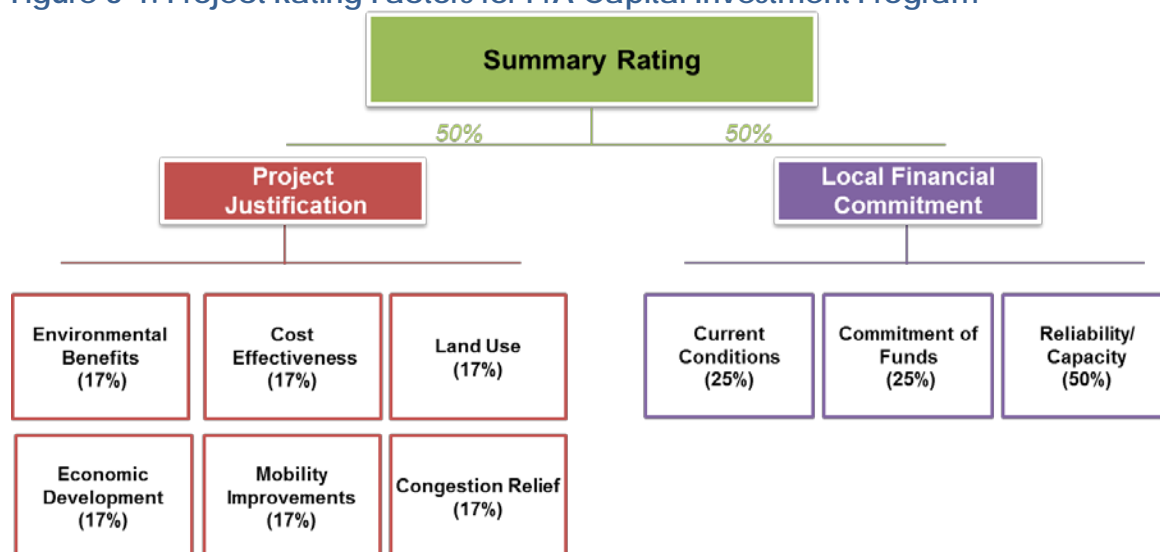 Summary Rating
50%
50%
Project
Justification
Local Financial
Commitment
Environmental
Benefits
(17%)
Cost
Effectiveness
(17%)
Land Use
(17%)
Current
Conditions
(25%)
Commitment of
Funds
(25%)
Reliability/
Capacity
(50%)
Economic
Development
(17%)
Mobility
Improvements
(17%)
Congestion Relief
(17%)